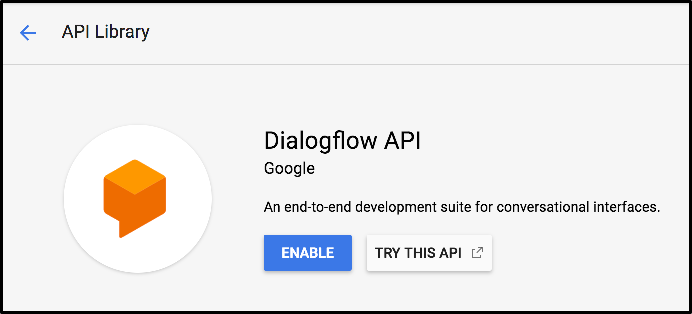 API Library
Dialogflow API
Google
An end-to-end development suite for conversational interfaces.
ENABLE TRY THIS API